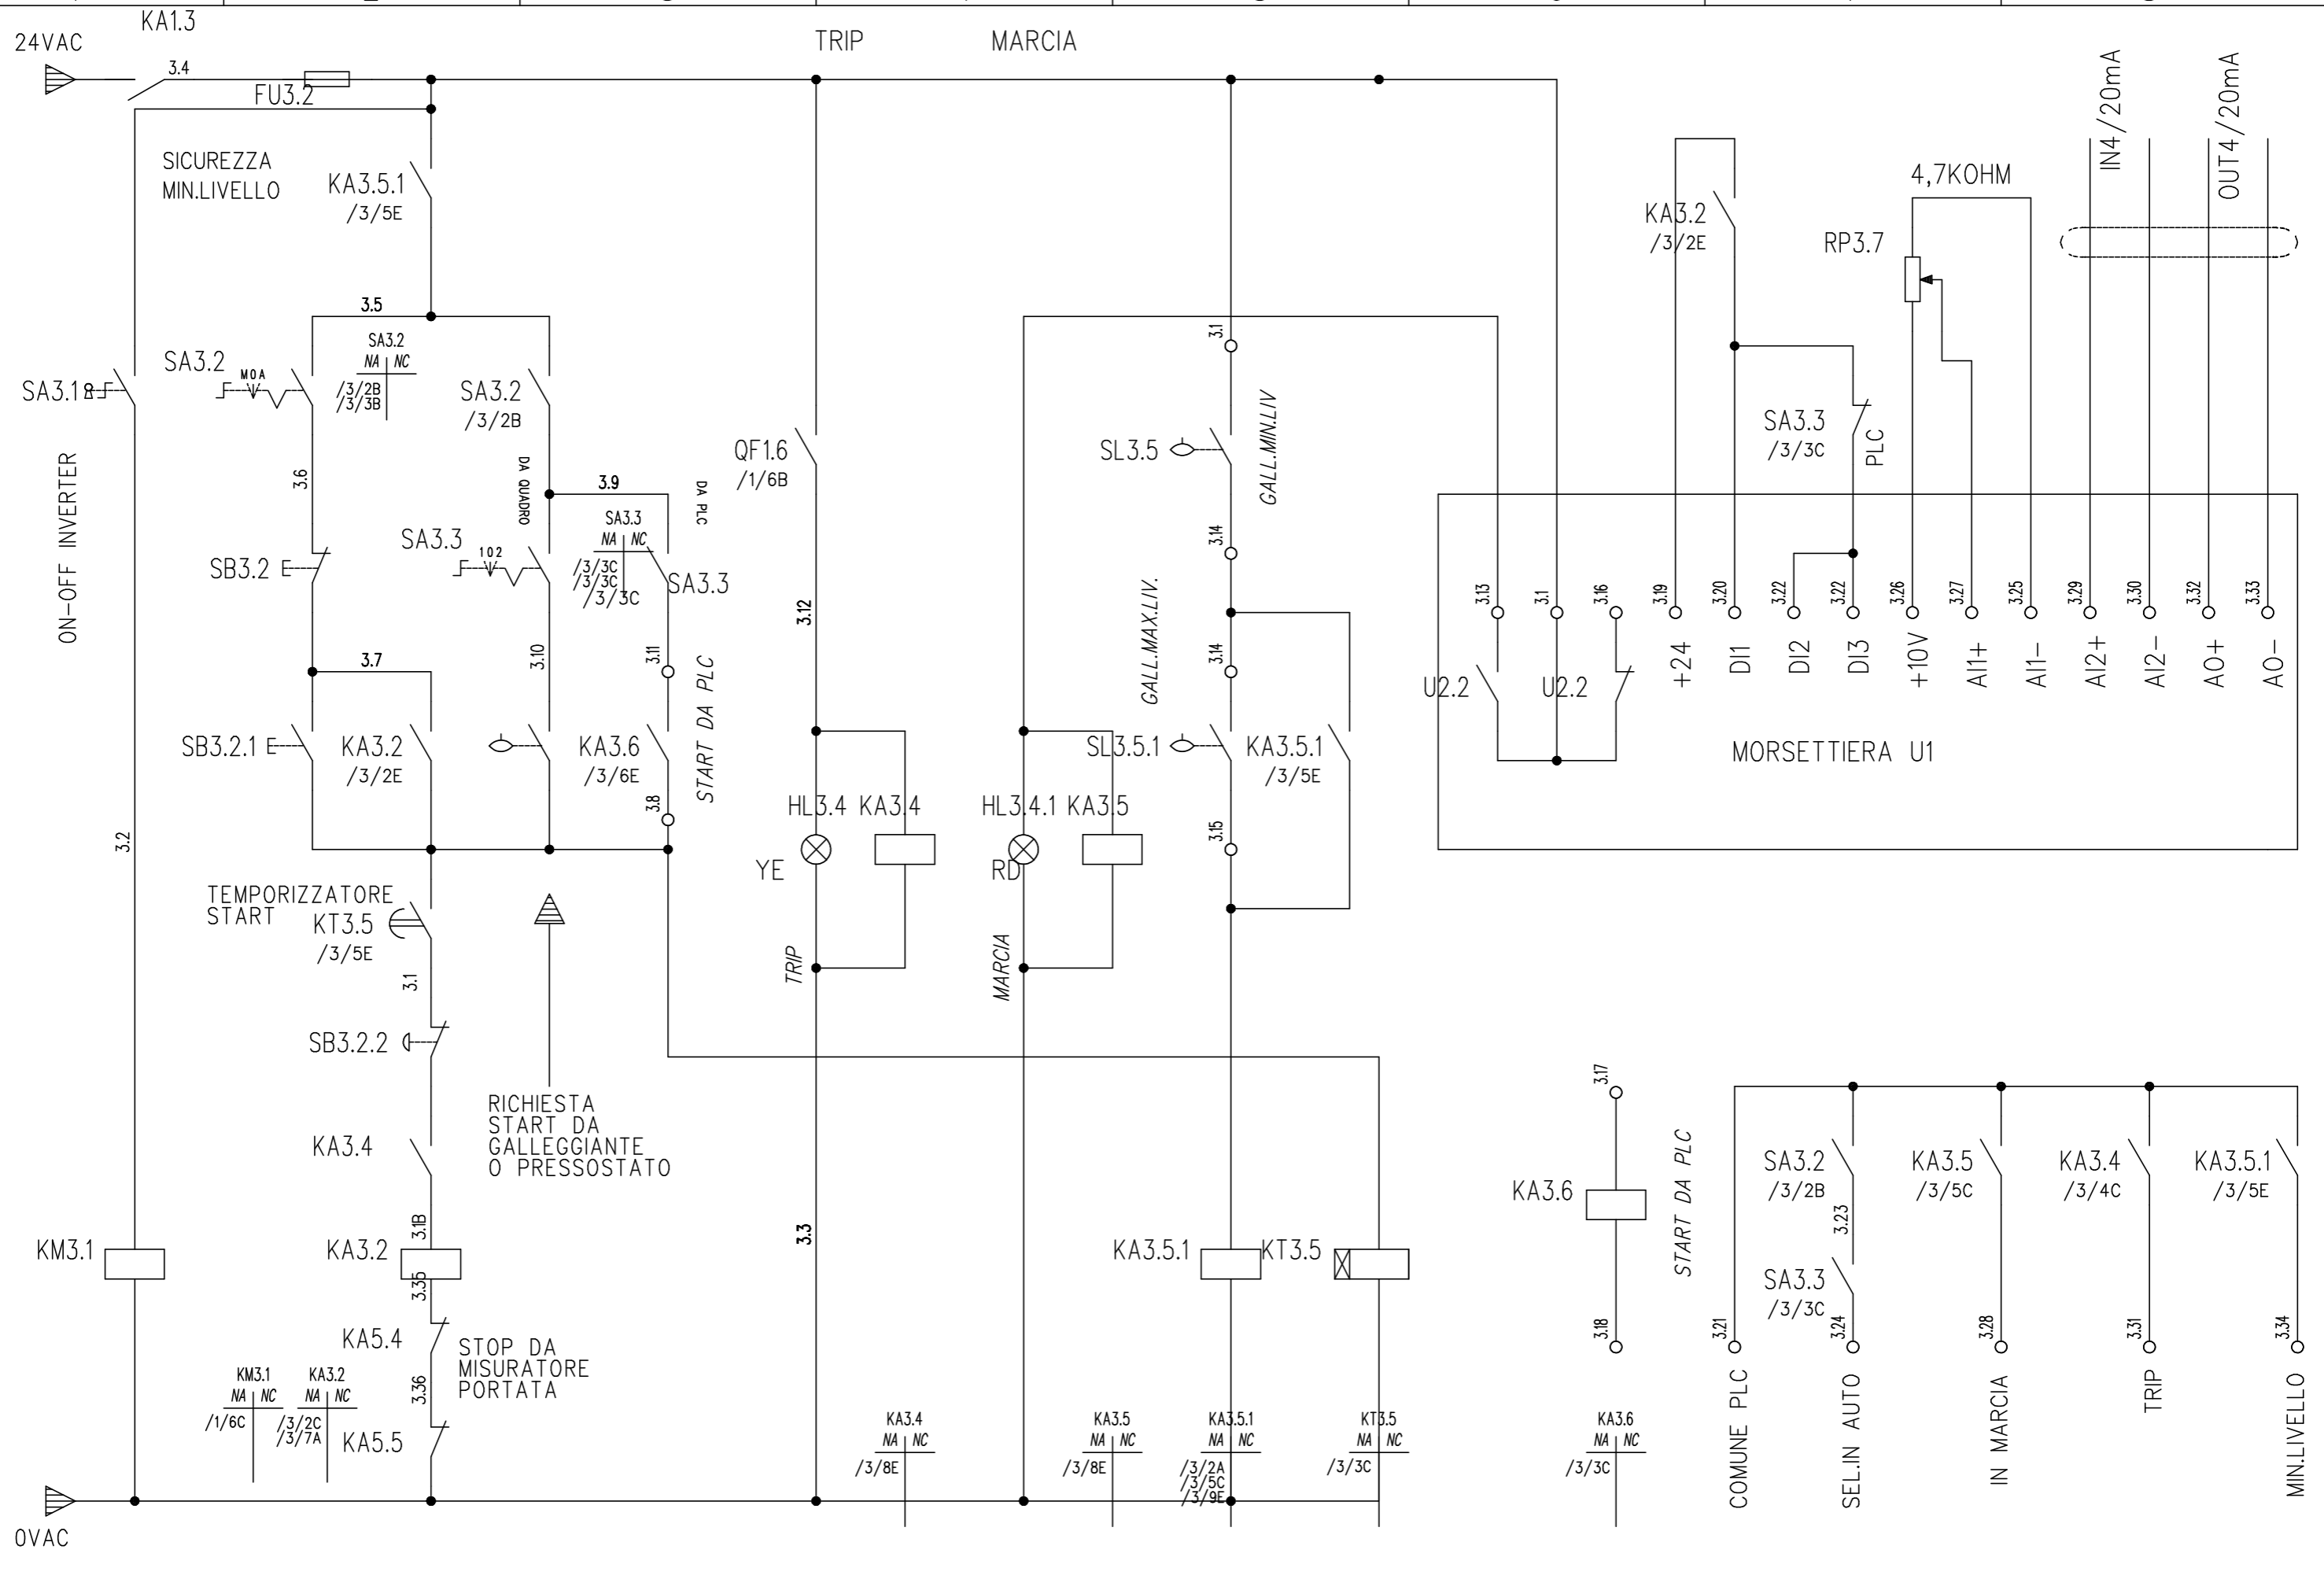 KA1.3
24VAC
TRIP
MARCIA
3.4
FU3.2
IN4/20mA
OUT4/20mA
SICUREZZA
MIN.LIVELLO
KA3.5.1
/3/5E
4,7KOHM
KA3.2
/3/2E
RP3.7
3.5
3.1
SA3.2
NA NC
/3/2B
/3/3B
SA3.2
M0A
SA3.1
SA3.2
/3/2B
SA3.3
/3/3C
PLC
GALL.MIN.LIV
QF1.6
/1/6B
SL3.5
ON-OFF INVERTER
3.6
DA QUADRO
3.9
DA PLC
SA3.3
NA NC
/3/3C
/3/3C
/3/3C
SA3.3
102
SA3.3
3.14
SB3.2
3.12
GALL.MAX.LIV.
3.13
3.1
3.16
3.19
3.20
3.22
3.22
3.26
3.27
3.25
3.29
3.30
3.32
3.33
3.7
3.10
3.11
3.14
+24
DI1
DI2
DI3
+10V
AI1+
AI1-
AI2+
AI2-
AO+
AO-
U2.2
U2.2
START DA PLC
SB3.2.1
KA3.2
/3/2E
KA3.6
/3/6E
SL3.5.1
KA3.5.1
/3/5E
MORSETTIERA U1
3.8
HL3.4
KA3.4
HL3.4.1
KA3.5
3.2
3.15
YE
RD
TEMPORIZZATORE
START
KT3.5
/3/5E
TRIP
MARCIA
3.1
SB3.2.2
3.17
RICHIESTA
START DA
GALLEGGIANTE
O PRESSOSTATO
KA3.4
START DA PLC
SA3.2
/3/2B
KA3.5
/3/5C
KA3.4
/3/4C
KA3.5.1
/3/5E
KA3.6
3.1B
3.3
3.23
KM3.1
KA3.2
KA3.5.1
KT3.5
3.35
SA3.3
/3/3C
KA5.4
STOP DA
MISURATORE
PORTATA
3.18
3.21
3.24
3.28
3.31
3.34
KM3.1
NA NC
/1/6C
KA3.2
NA NC
/3/2C
/3/7A
3.36
KA5.5
KA3.4
NA NC
/3/8E
KA3.5
NA NC
/3/8E
KA3.5.1
NA NC
/3/2A
/3/5C
/3/9E
KT3.5
NA NC
/3/3C
KA3.6
NA NC
/3/3C
COMUNE PLC
SEL.IN AUTO
IN MARCIA
TRIP
MIN.LIVELLO
0VAC